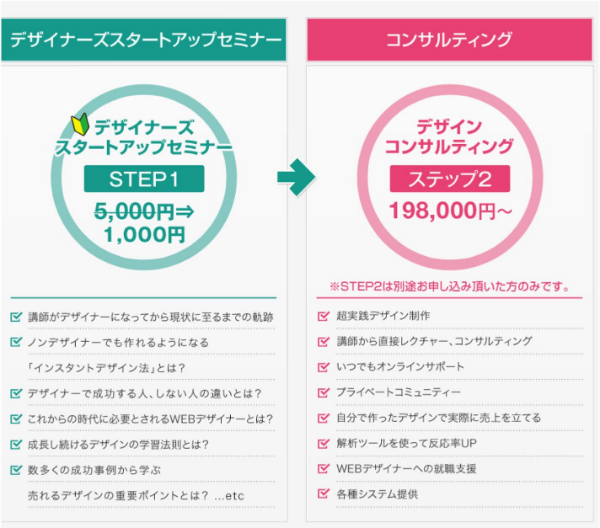 デザイナーズスタートアップセミナー
デザイナーズ
スタートアップセミナー
STEP1
5,000円⇒
1,000円
講師がデザイナーになってから現状に至るまでの軌跡
ノンデザイナーでも作れるようになる
「インスタントデザイン法」とは？
デザイナーで成功する人、しない人の違いとは？
これからの時代に必要とされるWEBデザイナーとは？
成長し続けるデザインの学習法則とは？
数多くの成功事例から学ぶ
売れるデザインの重要ポイントとは？ ...etc
コンサルティング
デザイン
コンサルティング
ステップ2
198,000円～
※STEP2は別途お申し込み頂いた方のみです。
超実践デザイン制作
講師から直接レクチャー、コンサルティング
いつでもオンラインサポート
プライベートコミュニティー
自分で作ったデザインで実際に売上を立てる
解析ツールを使って反応率UP
WEBデザイナーへの就職支援
各種システム提供